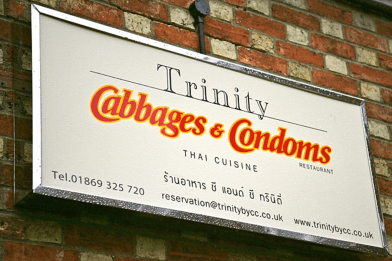 Trinity
Cabbages & Condoms
RESTAURANT
THAI CUISINE
ร้านอาหาร ซี แอนด์ ซี ทรินิตี้
Tel.01869 325 720
reservation@trinitybycc.co.uk
www.trinitybycc.co.uk